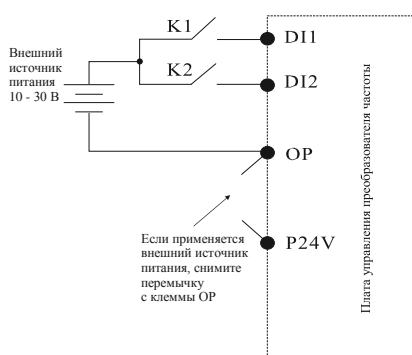 K1
DI1
Внешний
источник
питания
10 - 30 В
K2
DI2
OP
P24V
Если применяется
внешний источник
питания, снимите
перемычку
с клеммы OP
Плата управления преобразователя частоты